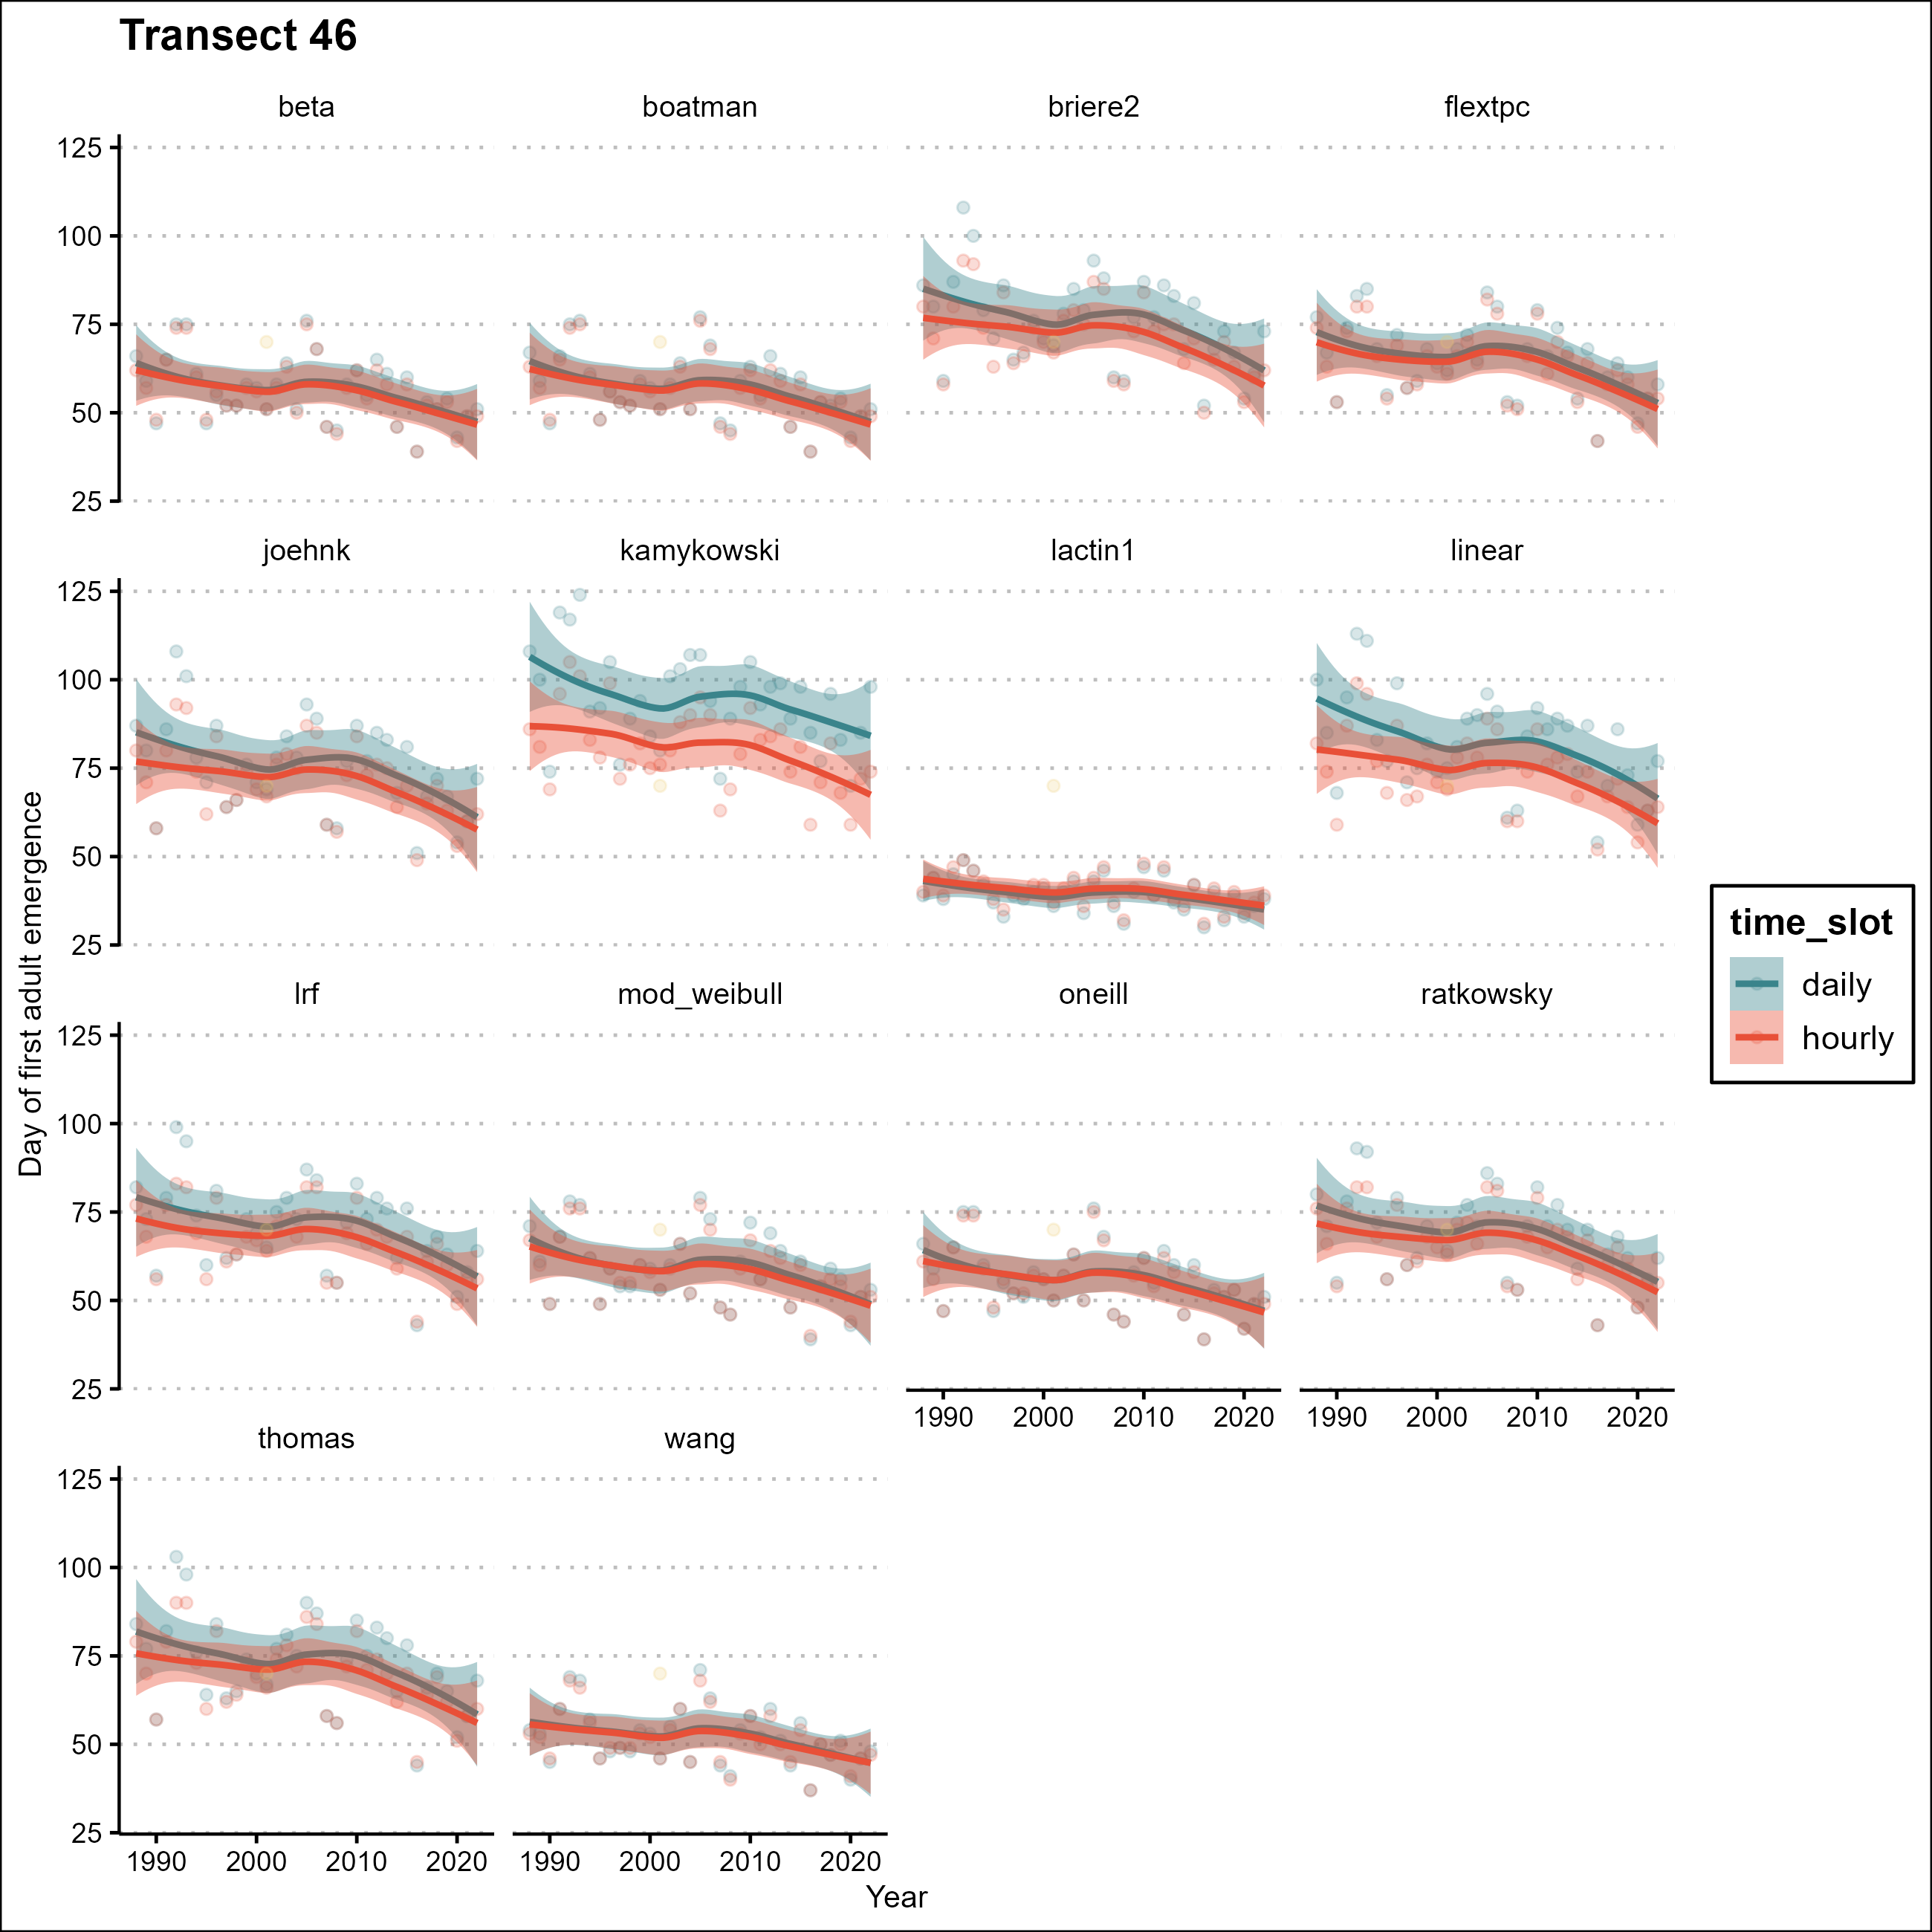 Transect 46
beta boatman briere2 flextpc
125
100
75
50
25
joehnk kamykowski lactin1 linear
125
100
75
50
25
lrf mod_weibull oneill ratkowsky
125
100
75
50
25
1990 2000 2010 2020 1990 2000 2010 2020
thomas wang
125
100
75
50
25
1990 2000 2010 2020 1990 2000 2010 2020
Year
Day of first adult emergence
time_slot
daily
hourly